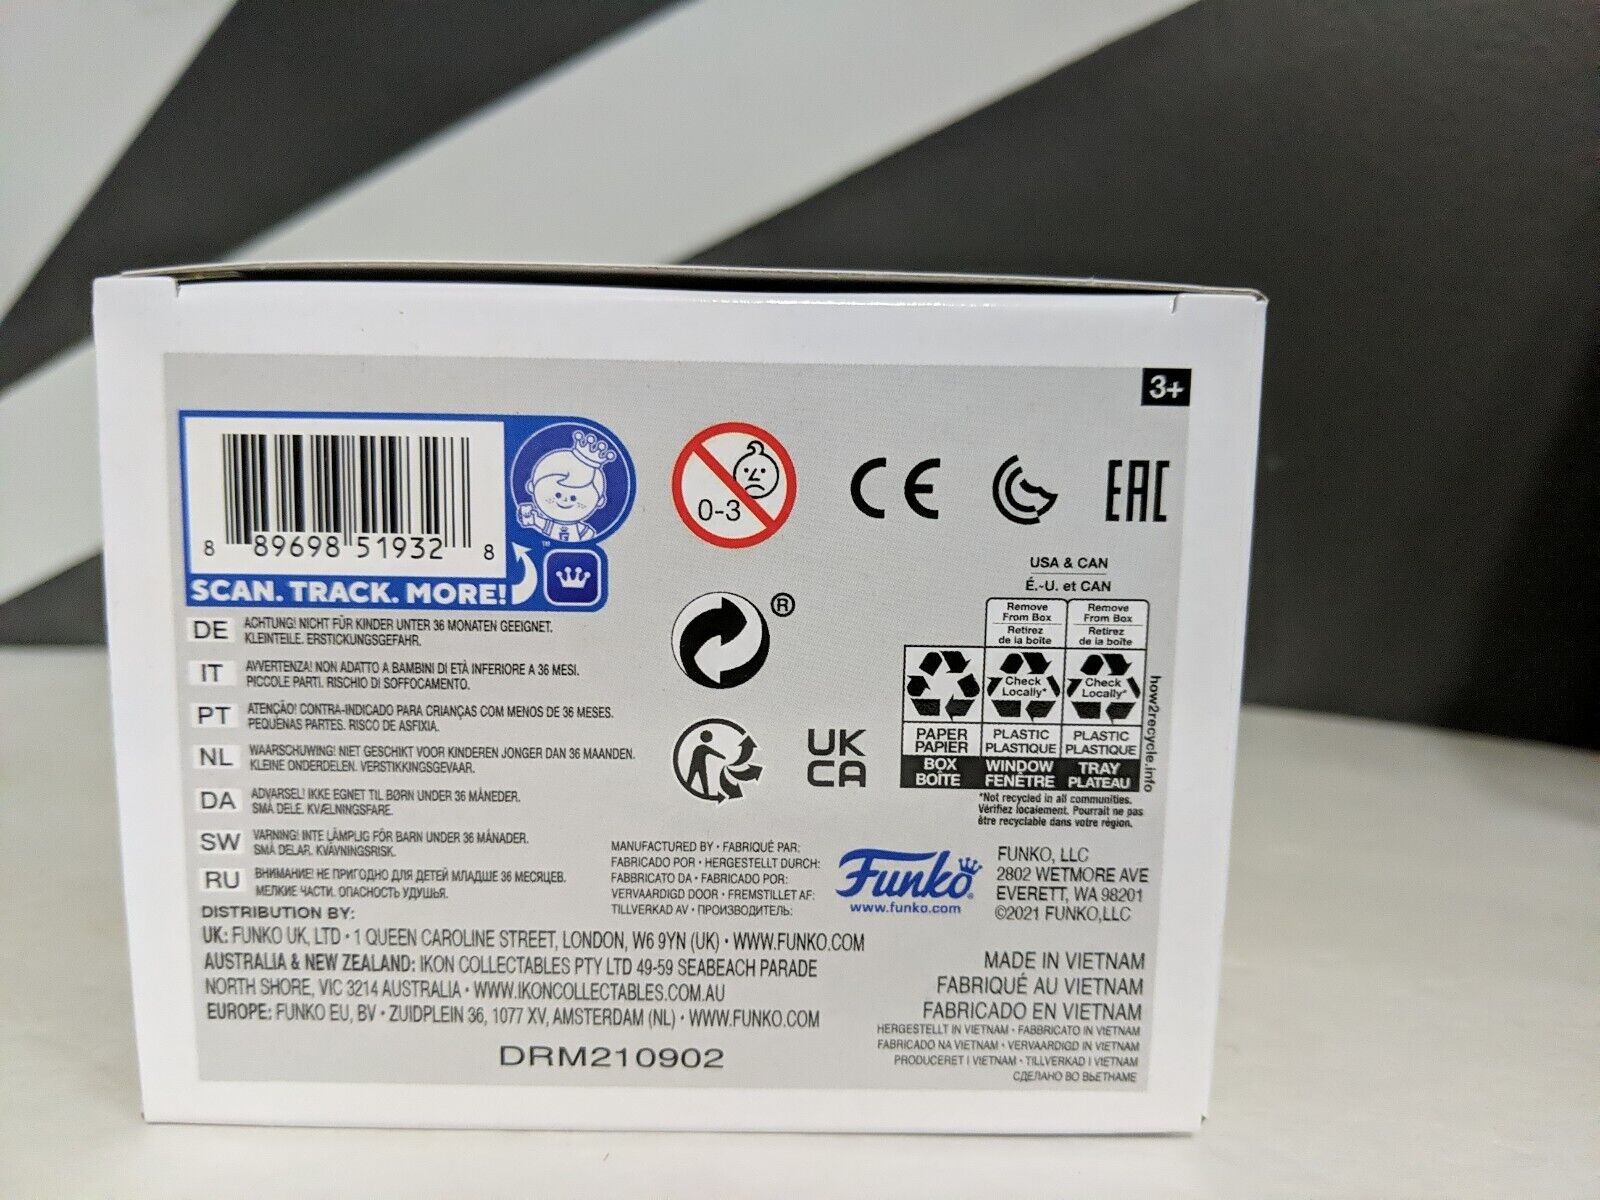 3+
8 89698 51932 8
SCAN. TRACK. MORE!
™
0-3
CE
EAC
®
UK
CA
USA & CAN
É.-U. et CAN
Remove
From Box
Retirez
de la boîte
Remove
From Box
Retirez
de la boîte
Check
Locally*
Check
Locally*
PAPER
PAPIER
PLASTIC
PLASTIQUE
PLASTIC
PLASTIQUE
BOX
BOÎTE
WINDOW
FENÊTRE
TRAY
PLATEAU
how2recycle.info
*Not recycled in all communities.
Vérifiez localement. Pourrait ne pas
être recyclable dans votre région.
DE ACHTUNG! NICHT FÜR KINDER UNTER 36 MONATEN GEEIGNET.
KLEINTEILE. ERSTICKUNGSGEFAHR.
IT AVVERTENZA! NON ADATTO A BAMBINI DI ETÀ INFERIORE A 36 MESI.
PICCOLE PARTI. RISCHIO DI SOFFOCAMENTO.
PT ATENÇÃO! CONTRA-INDICADO PARA CRIANÇAS COM MENOS DE 36 MESES.
PEQUENAS PARTES. RISCO DE ASFIXIA.
NL WAARSCHUWING! NIET GESCHIKT VOOR KINDEREN JONGER DAN 36 MAANDEN.
KLEINE ONDERDELEN. VERSTIKKINGSGEVAAR.
DA ADVARSEL! IKKE EGNET TIL BØRN UNDER 36 MÅNEDER.
SMÅ DELE. KVÆLNINGSFARE.
SW VARNING! INTE LÄMPLIG FÖR BARN UNDER 36 MÅNADER.
SMÅ DELAR. KVÄVNINGSRISK.
RU ВНИМАНИЕ! НЕ ПРИГОДНО ДЛЯ ДЕТЕЙ МЛАДШЕ 36 МЕСЯЦЕВ.
МЕЛКИЕ ЧАСТИ. ОПАСНОСТЬ УДУШЬЯ.
MANUFACTURED BY • FABRIQUÉ PAR:
FABRICADO POR • HERGESTELLT DURCH:
FABBRICATO DA • FABRICADO POR:
VERVAARDIGD DOOR • FREMSTILLET AF:
TILLVERKAD AV • ПРОИЗВОДИТЕЛЬ:
Funko®
www.funko.com
FUNKO, LLC
2802 WETMORE AVE
EVERETT, WA 98201
©2021 FUNKO,LLC
DISTRIBUTION BY:
UK: FUNKO UK, LTD • 1 QUEEN CAROLINE STREET, LONDON, W6 9YN (UK) • WWW.FUNKO.COM
AUSTRALIA & NEW ZEALAND: IKON COLLECTABLES PTY LTD 49-59 SEABEACH PARADE
NORTH SHORE, VIC 3214 AUSTRALIA • WWW.IKONCOLLECTABLES.COM.AU
EUROPE: FUNKO EU, BV • ZUIDPLEIN 36, 1077 XV, AMSTERDAM (NL) • WWW.FUNKO.COM
DRM210902
MADE IN VIETNAM
FABRIQUÉ AU VIETNAM
FABRICADO EN VIETNAM
HERGESTELLT IN VIETNAM • FABBRICATO IN VIETNAM
FABRICADO NA VIETNAM • VERVAARDIGD IN VIETNAM
PRODUCERET I VIETNAM • TILLVERKAD I VIETNAM
СДЕЛАНО ВО ВЬЕТНАМЕ